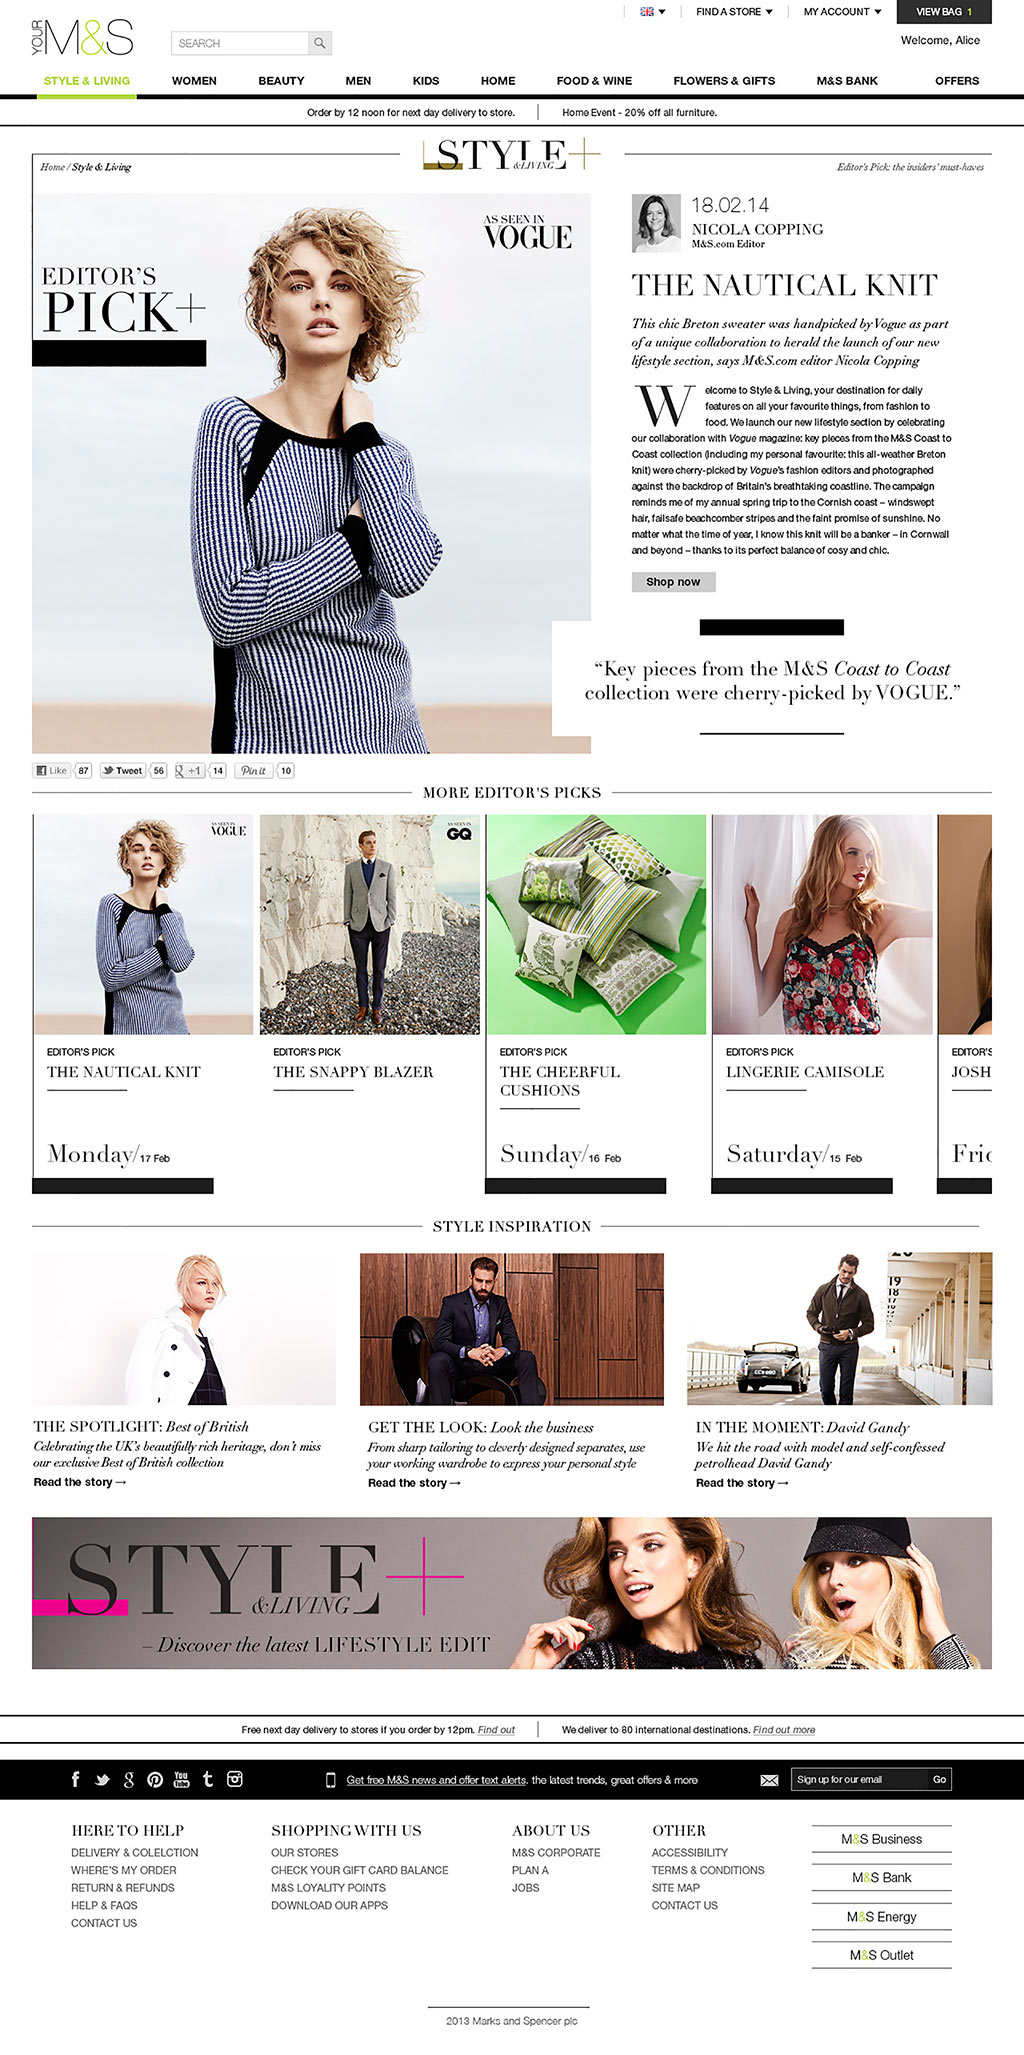 FIND A STORE
MY ACCOUNT
VIEW BAG 1
YOUR M&S
SEARCH
Welcome, Alice
STYLE & LIVING
WOMEN
BEAUTY
MEN
KIDS
HOME
FOOD & WINE
FLOWERS & GIFTS
M&S BANK
OFFERS
Order by 12 noon for next day delivery to store.
Home Event - 20% off all furniture.
STYLE
&LIVING
Home / Style & Living
Editor's Pick: the insiders' must-haves
AS SEEN IN
VOGUE
EDITOR'S
PICK+
18.02.14
NICOLA COPPING
M&S.com Editor
THE NAUTICAL KNIT
This chic Breton sweater was handpicked by Vogue as part
of a unique collaboration to herald the launch of our new
lifestyle section, says M&S.com editor Nicola Copping
Welcome to Style & Living, your destination for daily
features on all your favourite things, from fashion to
food. We launch our new lifestyle section by celebrating
our collaboration with Vogue magazine: key pieces from the M&S Coast to
Coast collection (including my personal favourite: this all-weather Breton
knit) were cherry-picked by Vogue's fashion editors and photographed
against the backdrop of Britain's breathtaking coastline. The campaign
reminds me of my annual spring trip to the Cornish coast – windswept
hair, failsafe beachcomber stripes and the faint promise of sunshine. No
matter what the time of year, I know this knit will be a banker – in Cornwall
and beyond – thanks to its perfect balance of cosy and chic.
Shop now
“Key pieces from the M&S Coast to Coast
collection were cherry-picked by VOGUE.”
Like 87
Tweet 56
+1 14
Pin it 10
MORE EDITOR'S PICKS
AS SEEN IN
VOGUE
AS SEEN IN
GQ
EDITOR'S PICK
THE NAUTICAL KNIT
Monday/17 Feb
EDITOR'S PICK
THE SNAPPY BLAZER
EDITOR'S PICK
THE CHEERFUL
CUSHIONS
Sunday/16 Feb
EDITOR'S PICK
LINGERIE CAMISOLE
Saturday/15 Feb
EDITOR'S
JOSH
STYLE INSPIRATION
20
19
18
17
THE SPOTLIGHT: Best of British
Celebrating the UK's beautifully rich heritage, don't miss
our exclusive Best of British collection
Read the story →
GET THE LOOK: Look the business
From sharp tailoring to cleverly designed separates, use
your working wardrobe to express your personal style
Read the story →
IN THE MOMENT: David Gandy
We hit the road with model and self-confessed
petrolhead David Gandy
Read the story →
STYLE
&LIVING
– Discover the latest LIFESTYLE EDIT
Free next day delivery to stores if you order by 12pm. Find out
We deliver to 80 international destinations. Find out more
You Tube
Get free M&S news and offer text alerts. the latest trends, great offers & more
Sign up for our email
Go
HERE TO HELP
DELIVERY & COLELCTION
WHERE'S MY ORDER
RETURN & REFUNDS
HELP & FAQS
CONTACT US
SHOPPING WITH US
OUR STORES
CHECK YOUR GIFT CARD BALANCE
M&S LOYALITY POINTS
DOWNLOAD OUR APPS
ABOUT US
M&S CORPORATE
PLAN A
JOBS
OTHER
ACCESSIBILITY
TERMS & CONDITIONS
SITE MAP
CONTACT US
M&S Business
M&S Bank
M&S Energy
M&S Outlet
2013 Marks and Spencer plc